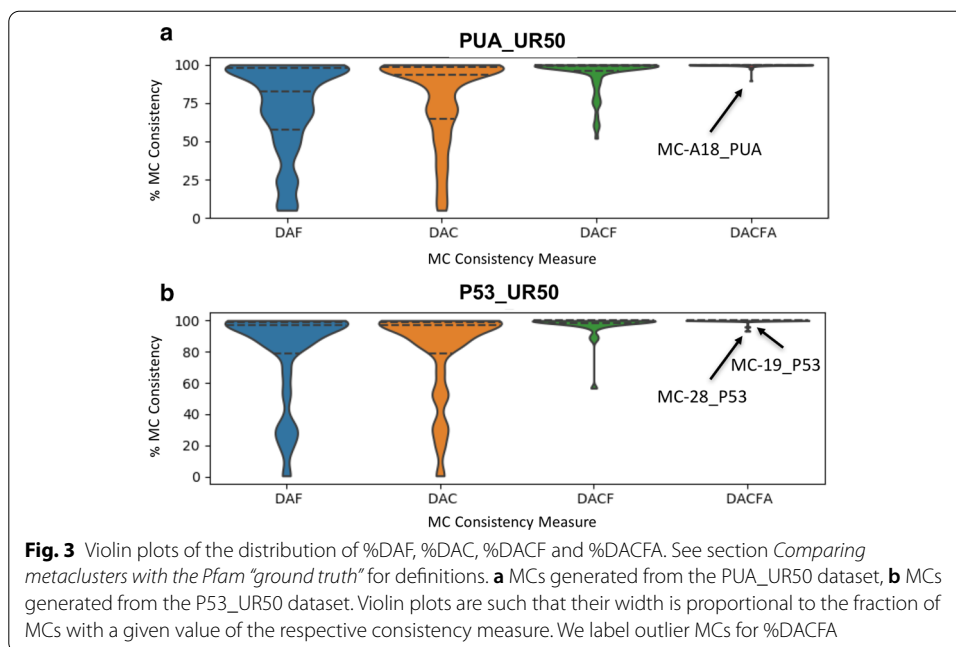 a
PUA_UR50
100
75
50
25
0
% MC Consistency
MC-A18_PUA
DAF DAC DACF DACFA
MC Consistency Measure
b
P53_UR50
100
80
60
40
20
0
% MC Consistency
MC-19_P53
MC-28_P53
DAF DAC DACF DACFA
MC Consistency Measure
Fig. 3 Violin plots of the distribution of %DAF, %DAC, %DACF and %DACFA. See section Comparing
metaclusters with the Pfam “ground truth” for definitions. a MCs generated from the PUA_UR50 dataset, b MCs
generated from the P53_UR50 dataset. Violin plots are such that their width is proportional to the fraction of
MCs with a given value of the respective consistency measure. We label outlier MCs for %DACFA